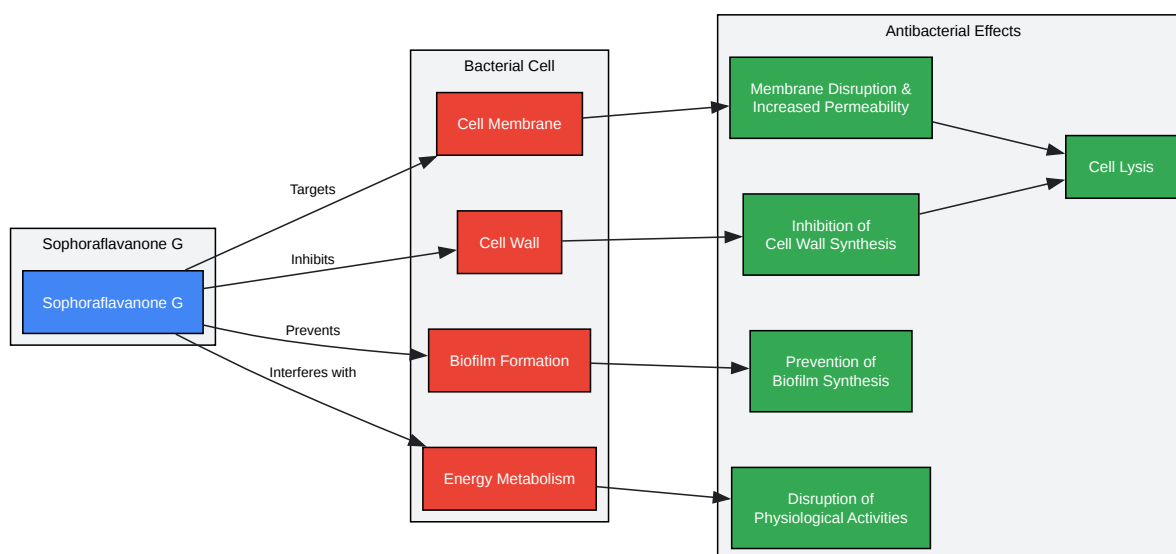 Sophoraflavanone G
Sophoraflavanone G
Targets
Inhibits
Prevents
Interferes with
Bacterial Cell
Cell Membrane
Cell Wall
Biofilm Formation
Energy Metabolism
Antibacterial Effects
Membrane Disruption &
Increased Permeability
Inhibition of
Cell Wall Synthesis
Prevention of
Biofilm Synthesis
Disruption of
Physiological Activities
Cell Lysis